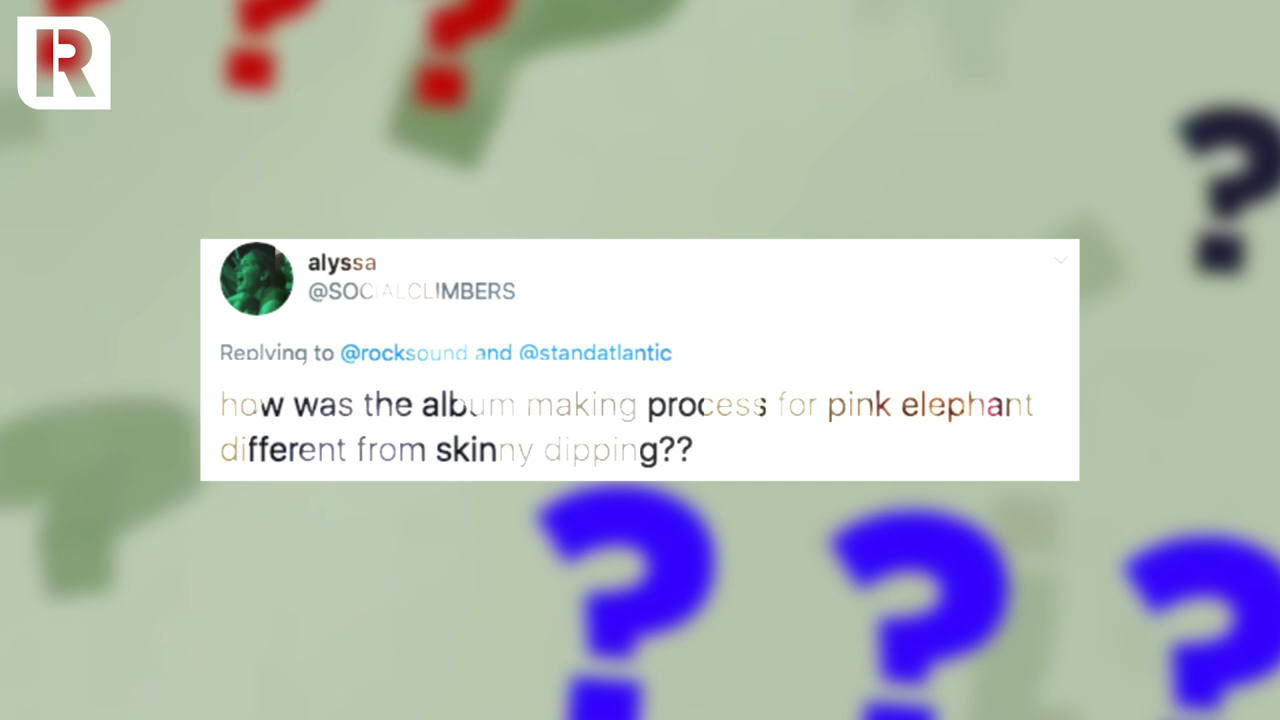 R
alyssa
@SOCIALCLIMBERS
Replying to @rocksound and @standatlantic
how was the album making process for pink elephant
different from skinny dipping??
? ?
?
? ? ?